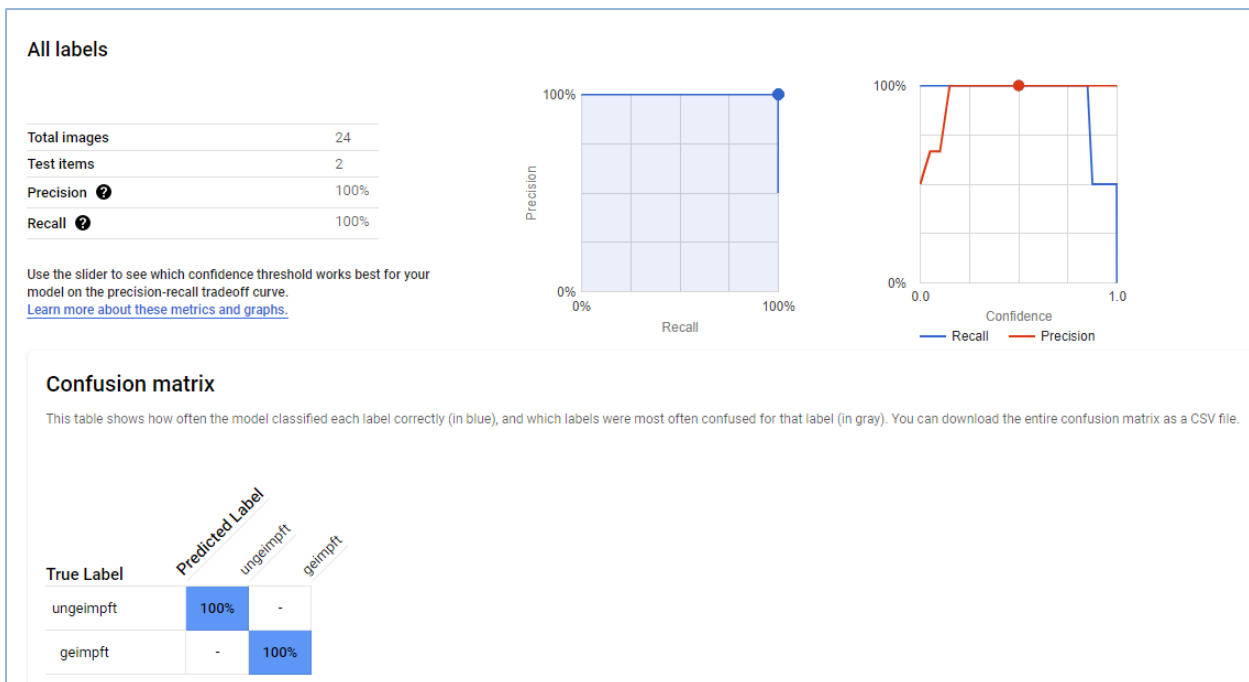 All labels
Total images 24
Test items 2
Precision ? 100%
Recall ? 100%
Use the slider to see which confidence threshold works best for your
model on the precision-recall tradeoff curve.
Learn more about these metrics and graphs.
100%
Precision
0%
0% 100%
Recall
100%
0%
0.0 1.0
Confidence
Recall Precision
Confusion matrix
This table shows how often the model classified each label correctly (in blue), and which labels were most often confused for that label (in gray). You can download the entire confusion matrix as a CSV file.
Predicted Label
ungeimpft
geimpft
True Label
ungeimpft 100% -
geimpft - 100%